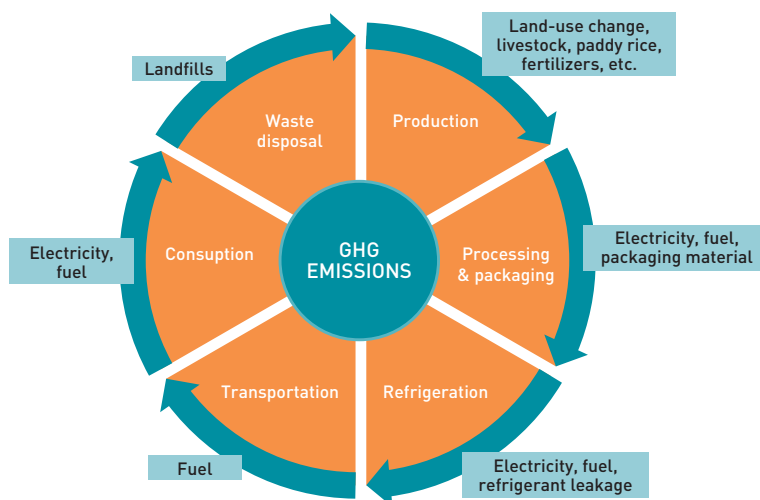 Land-use change,
livestock, paddy rice,
fertilizers, etc.
Landfills
Waste
disposal
Production
Electricity,
fuel
Consuption
GHG
EMISSIONS
Processing
& packaging
Electricity, fuel,
packaging material
Transportation
Refrigeration
Fuel
Electricity, fuel,
refrigerant leakage